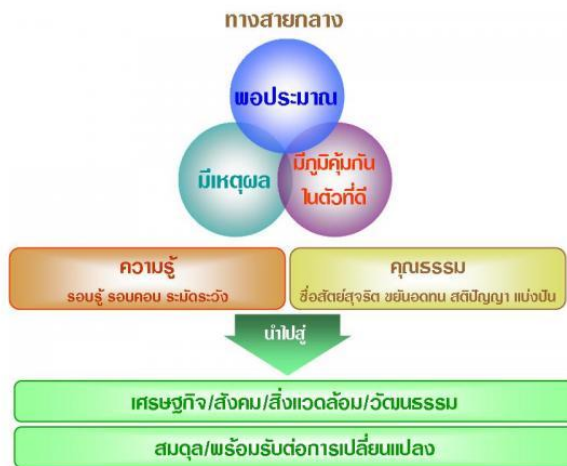 ทางสายกลาง
พอประมาณ
มีเหตุผล
มีภูมิคุ้มกัน
ในตัวที่ดี
ความรู้
รอบรู้ รอบคอบ ระมัดระวัง
คุณธรรม
ซื่อสัตย์สุจริต ขยันอดทน สติปัญญา แบ่งปัน
นำไปสู่
เศรษฐกิจ/สังคม/สิ่งแวดล้อม/วัฒนธรรม
สมดุล/พร้อมรับต่อการเปลี่ยนแปลง